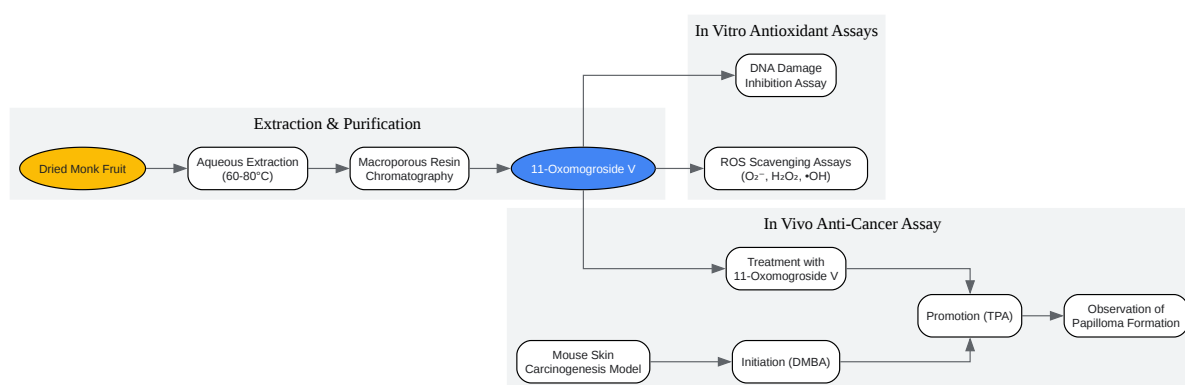 In Vitro Antioxidant Assays
DNA Damage
Inhibition Assay
Extraction & Purification
Dried Monk Fruit
Aqueous Extraction
(60-80°C)
Macroporous Resin
Chromatography
11-Oxomogroside V
ROS Scavenging Assays
(O₂⁻, H₂O₂, •OH)
In Vivo Anti-Cancer Assay
Treatment with
11-Oxomogroside V
Promotion (TPA)
Observation of
Papilloma Formation
Mouse Skin
Carcinogenesis Model
Initiation (DMBA)